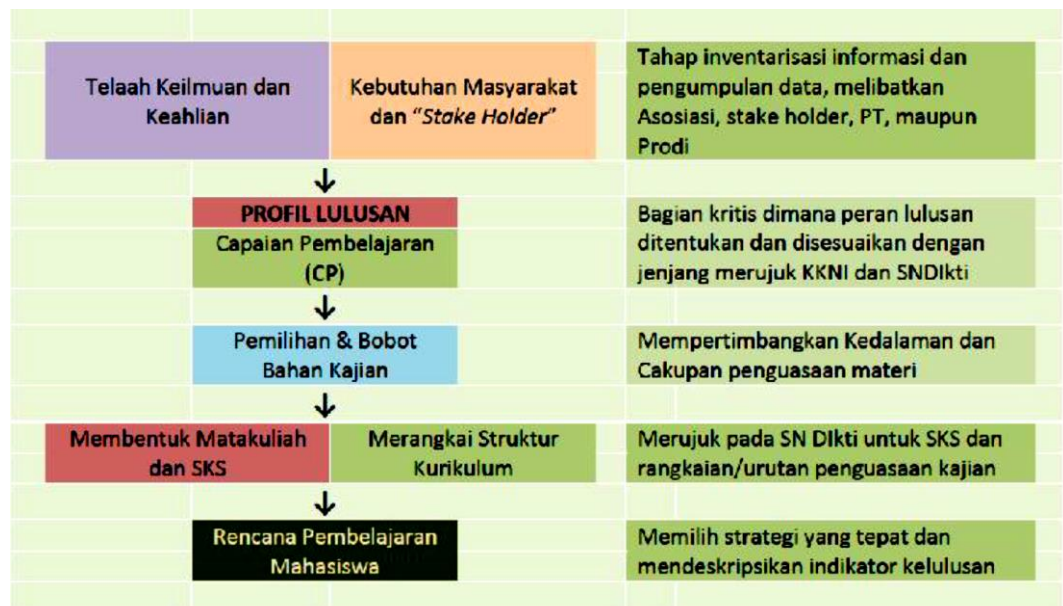 Telaah Keilmuan dan
Keahlian
Kebutuhan Masyarakat
dan “Stake Holder”
Tahap inventarisasi informasi dan
pengumpulan data, melibatkan
Asosiasi, stake holder, PT, maupun
Prodi
↓
PROFIL LULUSAN
Capaian Pembelajaran
(CP)
Bagian kritis dimana peran lulusan
ditentukan dan disesuaikan dengan
jenjang merujuk KKNI dan SNDIkti
↓
Pemilihan & Bobot
Bahan Kajian
Mempertimbangkan Kedalaman dan
Cakupan penguasaan materi
↓
Membentuk Matakuliah
dan SKS
Merangkai Struktur
Kurikulum
Merujuk pada SN DIkti untuk SKS dan
rangkaian/urutan penguasaan kajian
↓
Rencana Pembelajaran
Mahasiswa
Memilih strategi yang tepat dan
mendeskripsikan indikator kelulusan